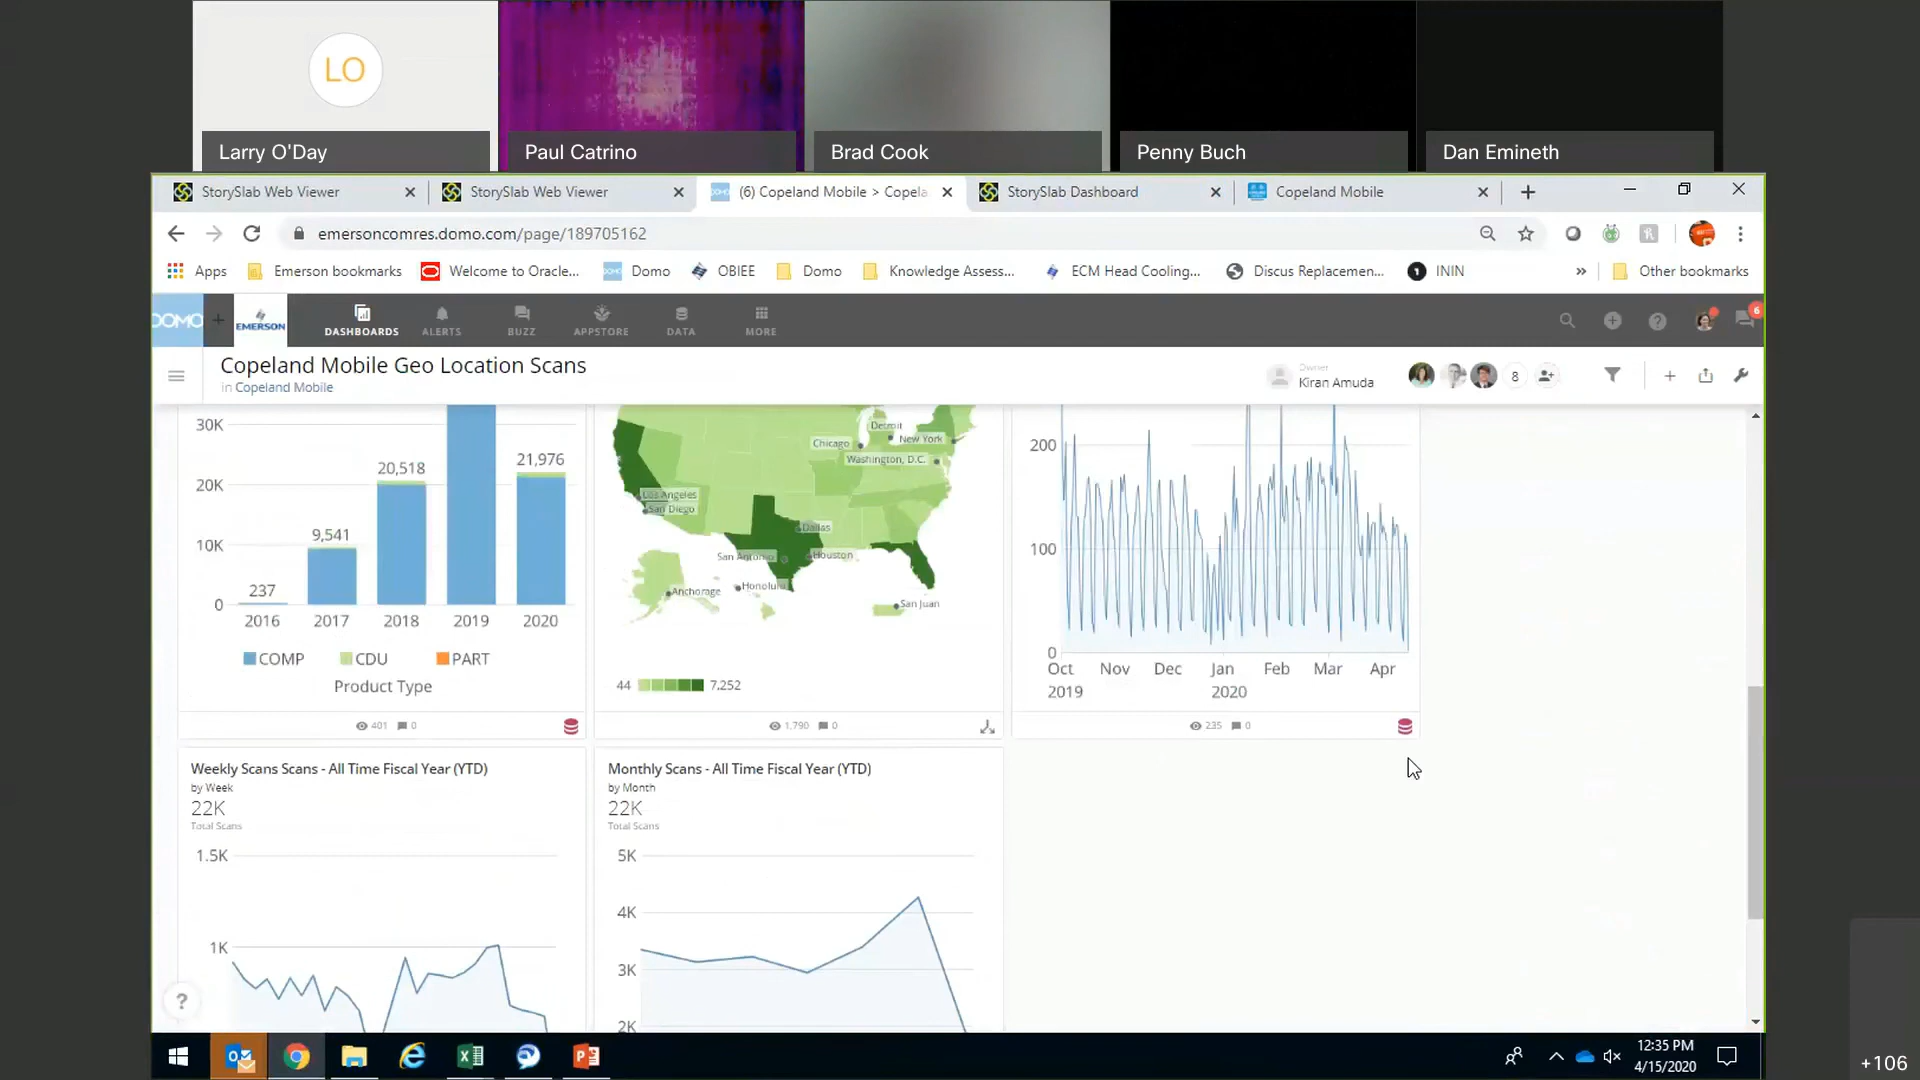 LO
Larry O'Day
Paul Catrino
Brad Cook
Penny Buch
Dan Emineth
StorySlab Web Viewer
StorySlab Web Viewer
(6) Copeland Mobile > Copela
StorySlab Dashboard
Copeland Mobile
emersoncomres.domo.com/page/189705162
Apps
Emerson bookmarks
Welcome to Oracle...
Domo
OBIEE
Domo
Knowledge Assess...
ECM Head Cooling...
Discus Replacemen...
ININ
»
Other bookmarks
DOMO
+
EMERSON
DASHBOARDS
ALERTS
BUZZ
APPSTORE
DATA
MORE
6
Copeland Mobile Geo Location Scans
in Copeland Mobile
Owner
Kiran Amuda
8
30K
20K
10K
0
237
9,541
20,518
21,976
2016
2017
2018
2019
2020
COMP
CDU
PART
Product Type
401
0
Detroit
Chicago
New York
Washington, D.C.
Los Angeles
San Diego
Dallas
San Antonio
Houston
Anchorage
Honolulu
San Juan
44
7,252
1,790
0
200
100
0
Oct
Nov
Dec
Jan
Feb
Mar
Apr
2019
2020
235
0
Weekly Scans Scans - All Time Fiscal Year (YTD)
by Week
22K
Total Scans
1.5K
1K
Monthly Scans - All Time Fiscal Year (YTD)
by Month
22K
Total Scans
5K
4K
3K
2K
?
12:35 PM
4/15/2020
+106